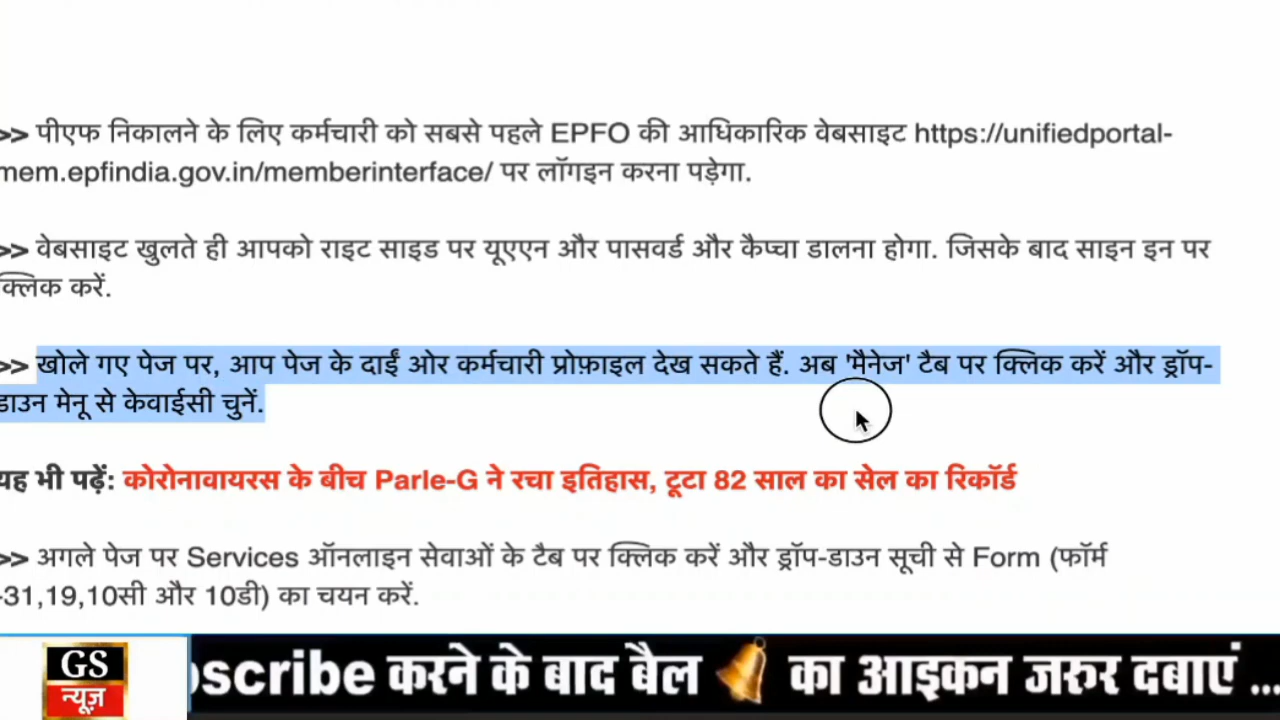 >> पीएफ निकालने के लिए कर्मचारी को सबसे पहले EPFO की आधिकारिक वेबसाइट https://unifiedportal-
mem.epfindia.gov.in/memberinterface/ पर लॉगइन करना पड़ेगा.
>> वेबसाइट खुलते ही आपको राइट साइड पर यूएएन और पासवर्ड और कैप्चा डालना होगा. जिसके बाद साइन इन पर
क्लिक करें.
>> खोले गए पेज पर, आप पेज के दाईं ओर कर्मचारी प्रोफ़ाइल देख सकते हैं. अब 'मैनेज' टैब पर क्लिक करें और ड्रॉप-
डाउन मेनू से केवाईसी चुनें.
यह भी पढ़ें: कोरोनावायरस के बीच Parle-G ने रचा इतिहास, टूटा 82 साल का सेल का रिकॉर्ड
>> अगले पेज पर Services ऑनलाइन सेवाओं के टैब पर क्लिक करें और ड्रॉप-डाउन सूची से Form (फॉर्म
-31,19,10सी और 10डी) का चयन करें.
GS
न्यूज़
bscribe करने के बाद बैल 🔔 का आइकन जरुर दबाएं ...